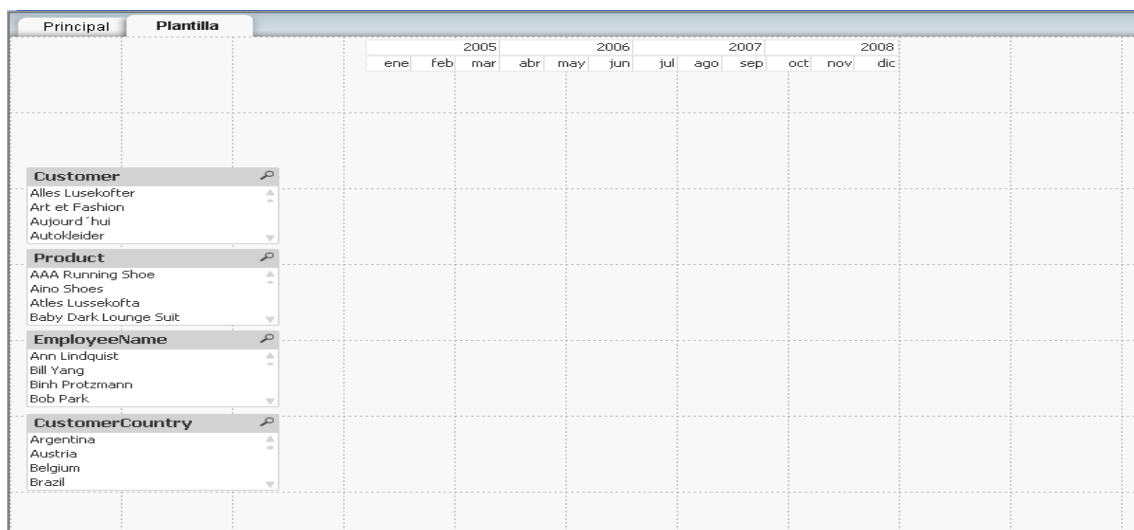 Principal Plantilla
2005 2006 2007 2008
ene feb mar abr may jun jul ago sep oct nov dic
Customer
Alles Lusekofter
Art et Fashion
Aujourd´hui
Autokleider
Product
AAA Running Shoe
Aino Shoes
Atles Lussekofta
Baby Dark Lounge Suit
EmployeeName
Ann Lindquist
Bill Yang
Binh Protzmann
Bob Park
CustomerCountry
Argentina
Austria
Belgium
Brazil